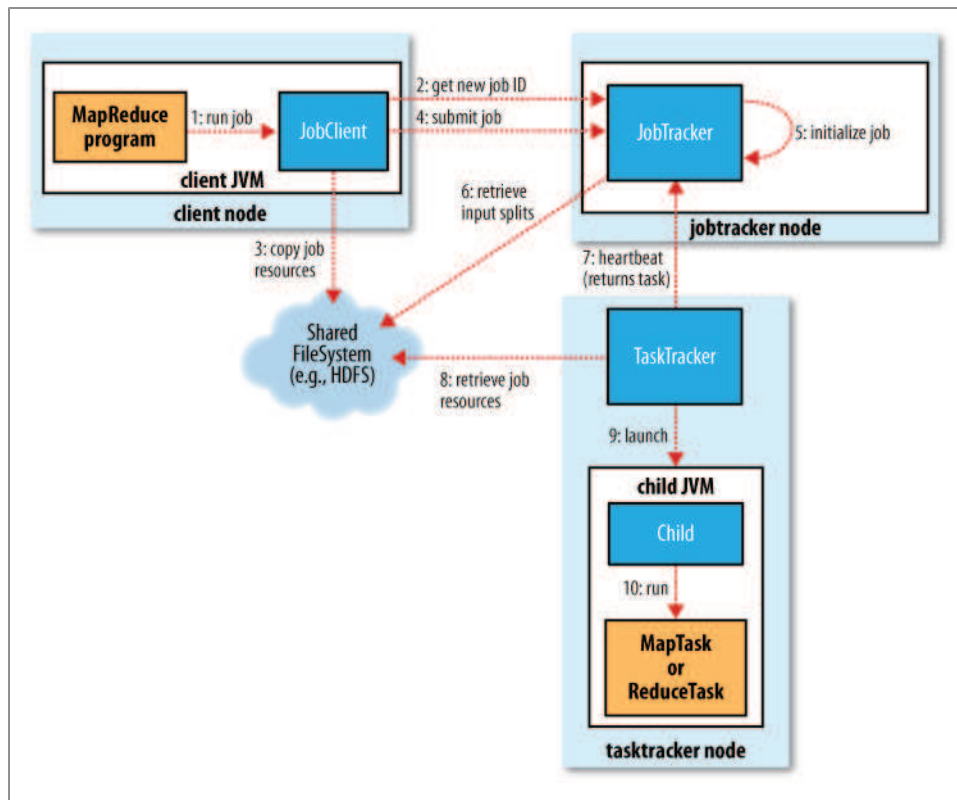 MapReduce
program
1: run job
JobClient
client JVM
client node
2: get new job ID
4: submit job
JobTracker
5: initialize job
jobtracker node
3: copy job
resources
6: retrieve
input splits
7: heartbeat
(returns task)
Shared
FileSystem
(e.g., HDFS)
8: retrieve job
resources
TaskTracker
9: launch
child JVM
Child
10: run
MapTask
or
ReduceTask
tasktracker node